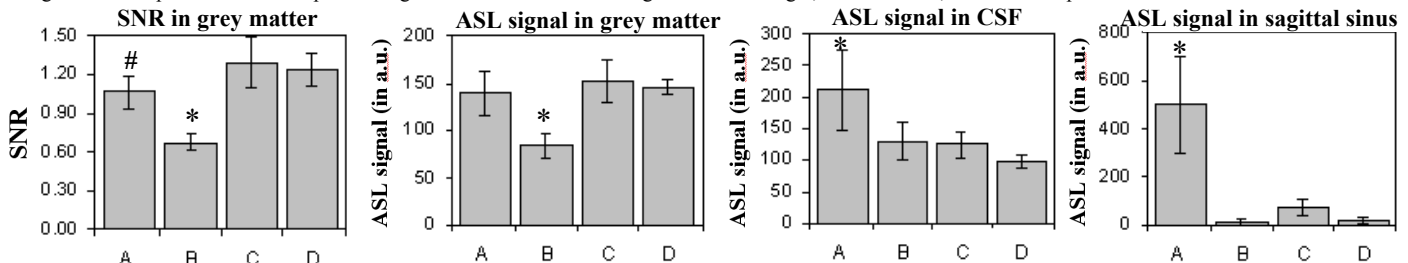 SNR in grey matter
ASL signal in grey matter
ASL signal in CSF
ASL signal in sagittal sinus
SNR
1.50
1.20
0.90
0.60
0.30
0.00
#
*
A
B
C
D
ASL signal (in a.u.)
200
150
100
50
0
*
A
B
C
D
ASL signal (in a.u.)
300
250
200
150
100
50
0
*
A
B
C
D
ASL signal (in a.u.)
800
600
400
200
0
*
A
B
C
D